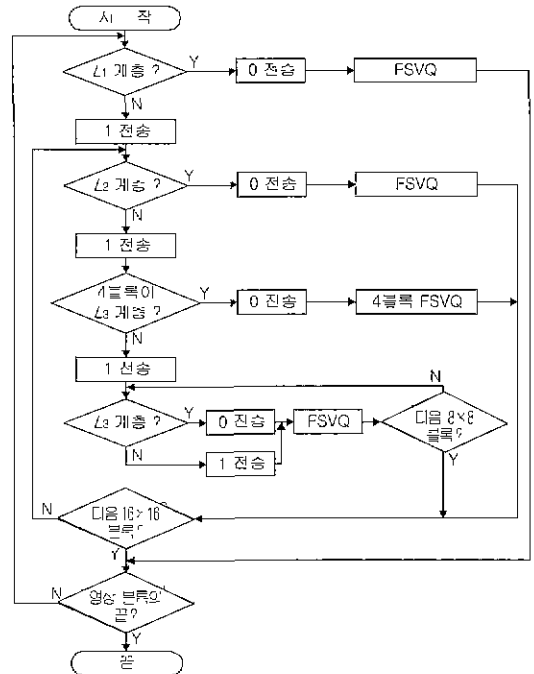 시 작
L1 계층 ?
Y
0 전송
FSVQ
N
1 전송
L2 계층 ?
Y
0 전송
FSVQ
N
1 전송
4블록이
L3 계층 ?
Y
0 전송
4블록 FSVQ
N
1 전송
N
L3 계층 ?
Y
0 전송
FSVQ
다음 8×8
블록?
N
1 전송
Y
N
다음 16×16
블록?
Y
N
영상 블록의
끝?
Y
끝